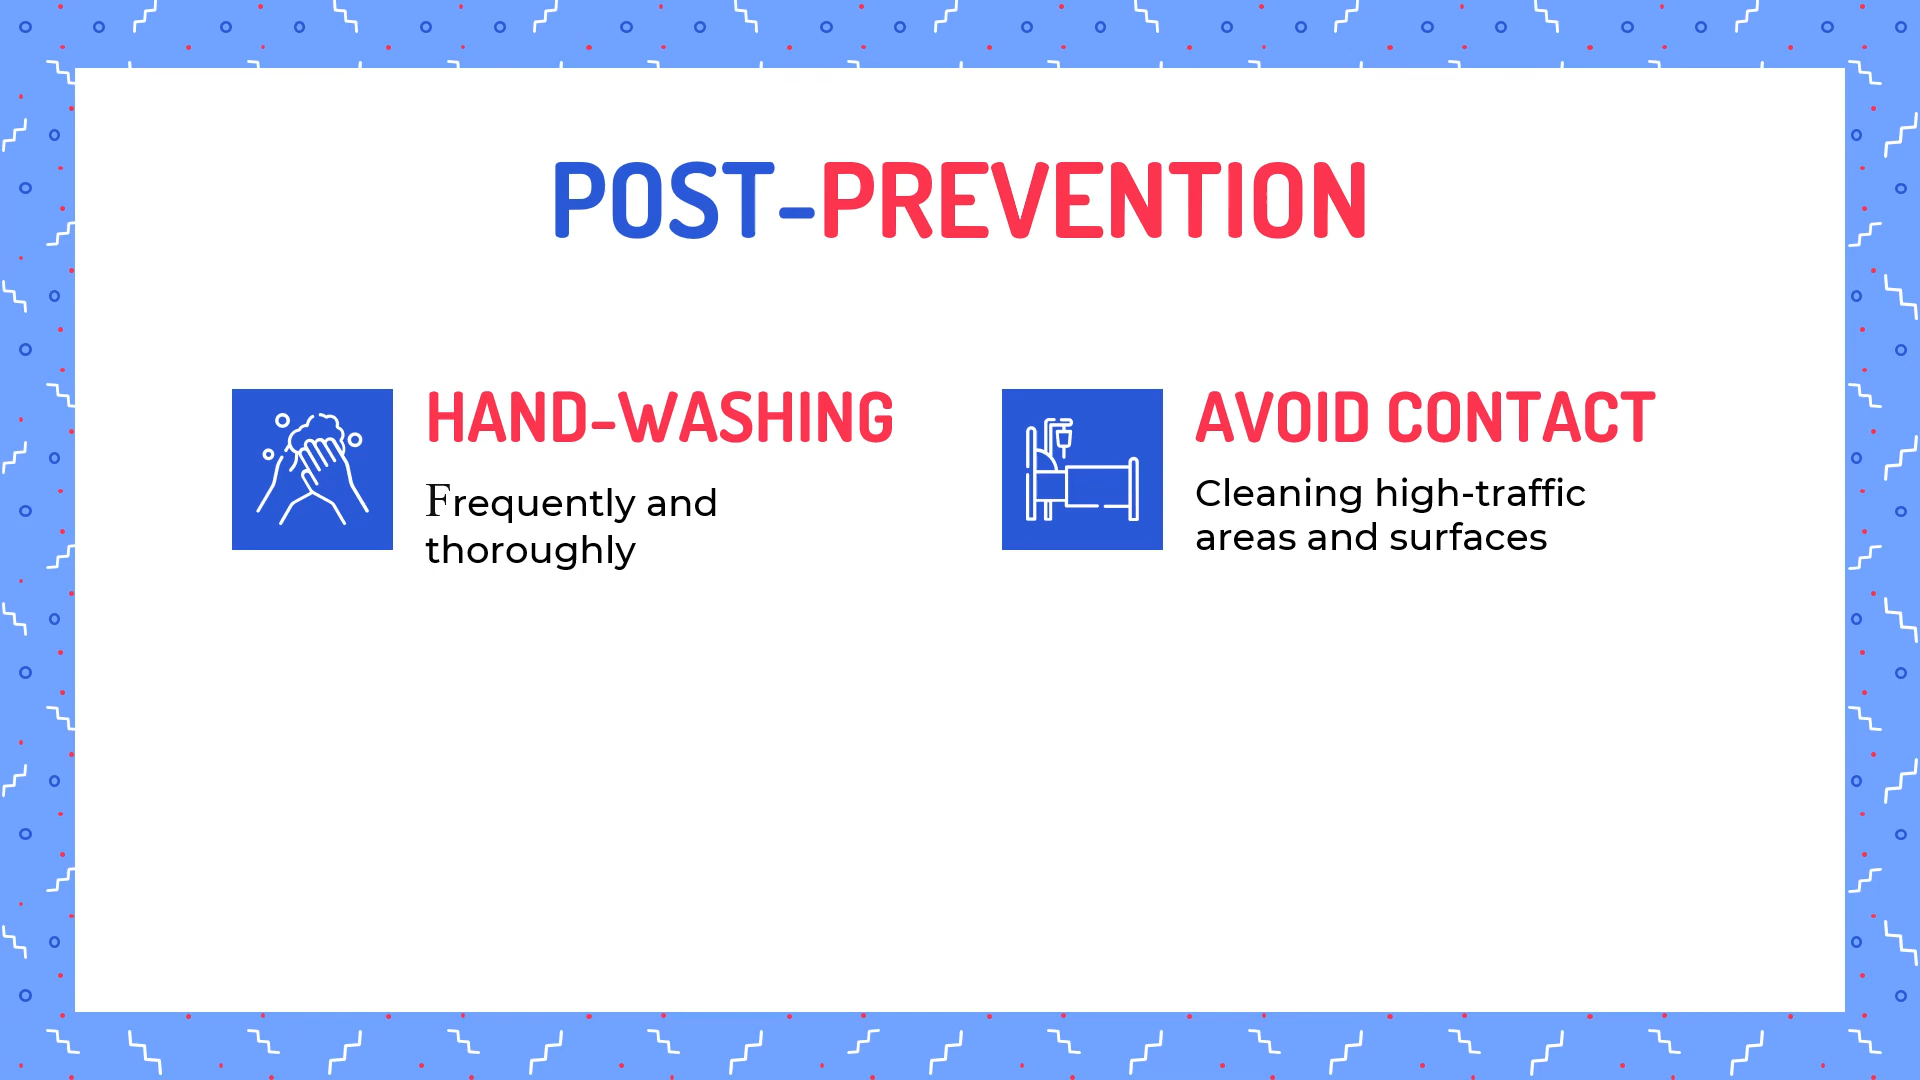 POST-PREVENTION
HAND-WASHING
Frequently and
thoroughly
AVOID CONTACT
Cleaning high-traffic
areas and surfaces